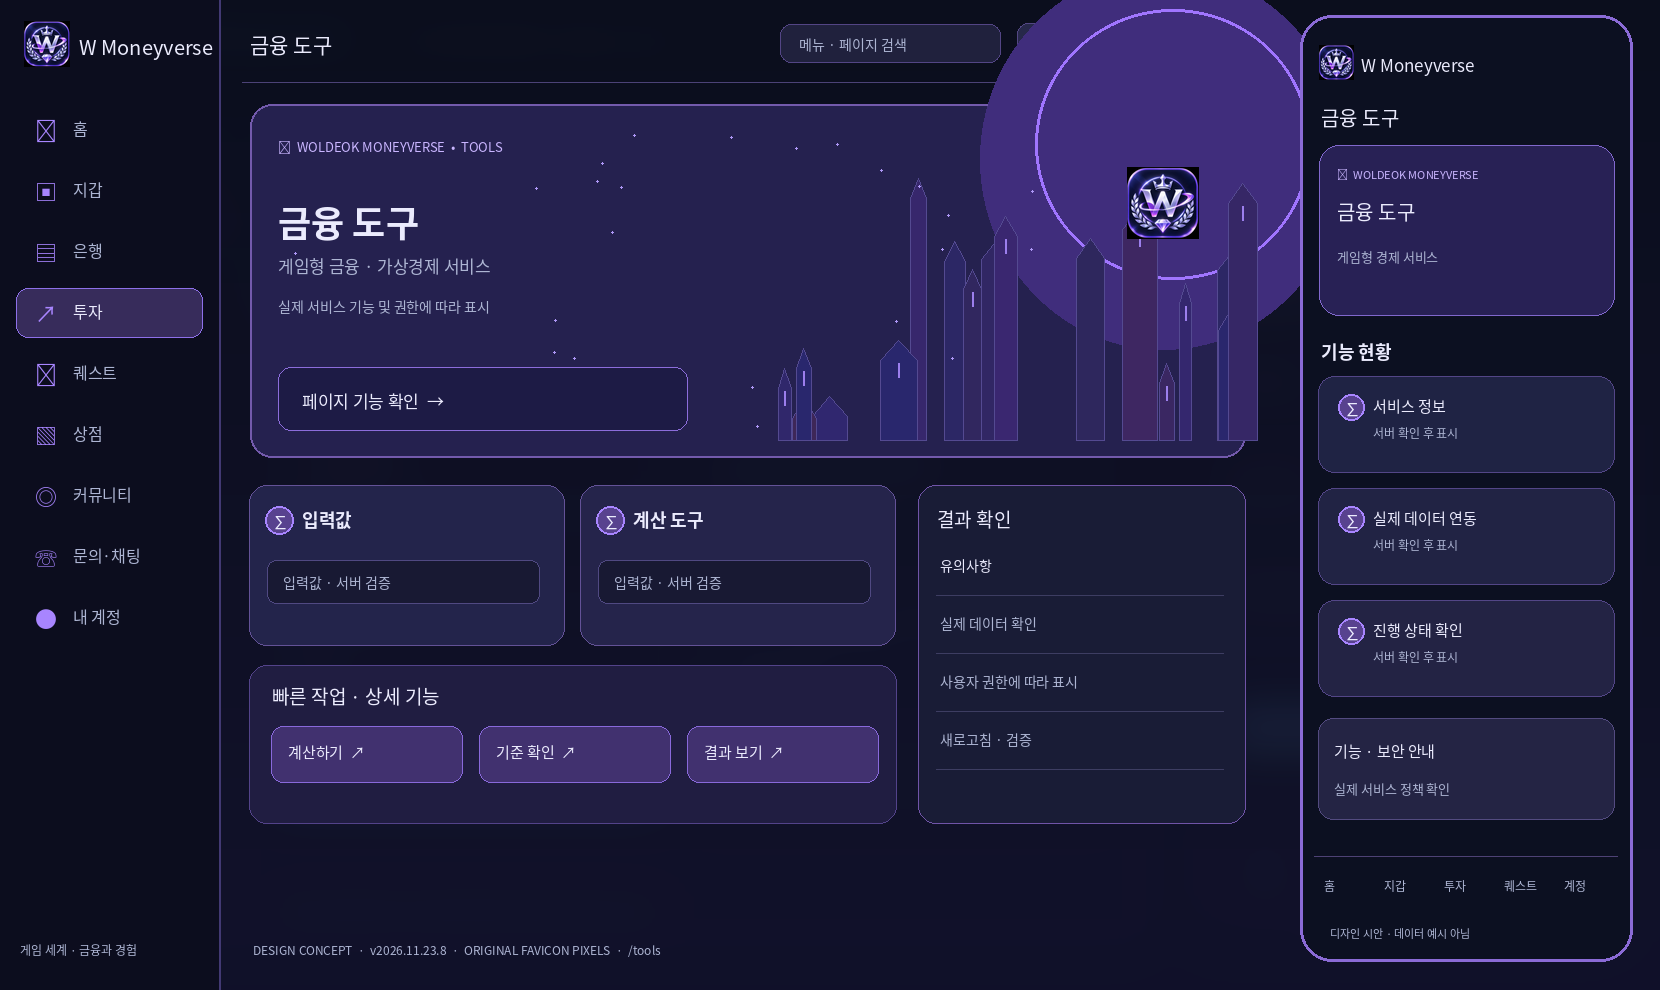 W Moneyverse
홈
지갑
은행
투자
퀘스트
상점
커뮤니티
문의·채팅
내 계정
게임 세계 · 금융과 경험
금융 도구
메뉴 · 페이지 검색
WOLDEOK MONEYVERSE • TOOLS
금융 도구
게임형 금융 · 가상경제 서비스
실제 서비스 기능 및 권한에 따라 표시
페이지 기능 확인 →
W
∑ 입력값
입력값 · 서버 검증
∑ 계산 도구
입력값 · 서버 검증
결과 확인
유의사항
실제 데이터 확인
사용자 권한에 따라 표시
새로고침 · 검증
빠른 작업 · 상세 기능
계산하기 ↗
기준 확인 ↗
결과 보기 ↗
DESIGN CONCEPT · v2026.11.23.8 · ORIGINAL FAVICON PIXELS · /tools
W Moneyverse
금융 도구
WOLDEOK MONEYVERSE
금융 도구
게임형 경제 서비스
기능 현황
∑ 서비스 정보
서버 확인 후 표시
∑ 실제 데이터 연동
서버 확인 후 표시
∑ 진행 상태 확인
서버 확인 후 표시
기능 · 보안 안내
실제 서비스 정책 확인
홈 지갑 투자 퀘스트 계정
디자인 시안 · 데이터 예시 아님